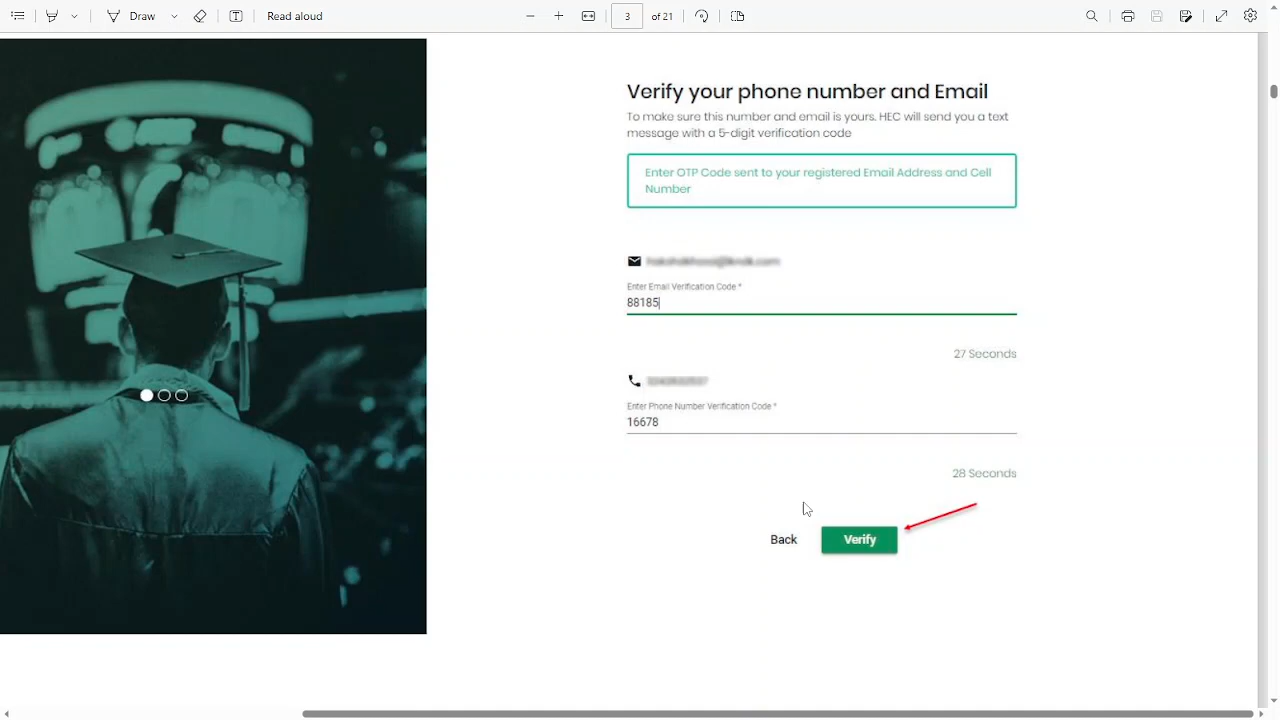 Draw
Read aloud
3
of 21
Verify your phone number and Email
To make sure this number and email is yours. HEC will send you a text
message with a 5-digit verification code
Enter OTP Code sent to your registered Email Address and Cell
Number
Enter Email Verification Code *
88185
27 Seconds
Enter Phone Number Verification Code *
16678
28 Seconds
Back
Verify